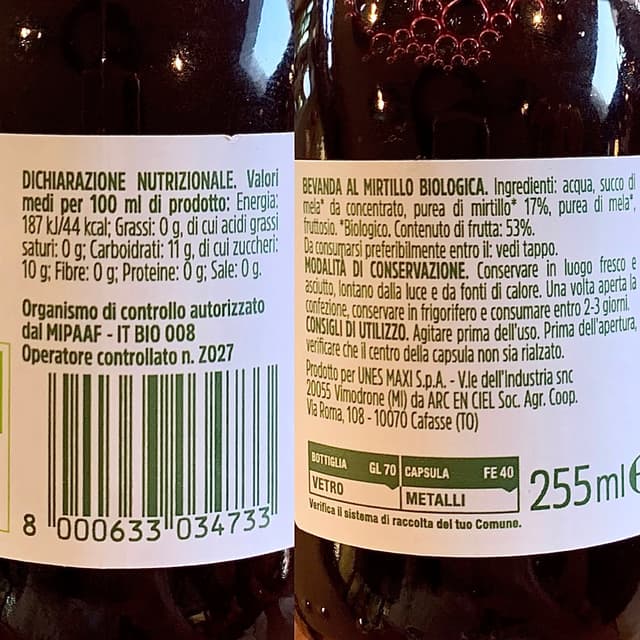 DICHIARAZIONE NUTRIZIONALE. Valori
medi per 100 ml di prodotto: Energia:
187 kJ/44 kcal; Grassi: 0 g, di cui acidi grassi
saturi: 0 g; Carboidrati: 11 g, di cui zuccheri:
10 g; Fibre: 0 g; Proteine: 0 g; Sale: 0 g.
Organismo di controllo autorizzato
dal MIPAAF - IT BIO 008
Operatore controllato n. Z027
8 000633 034733
BEVANDA AL MIRTILLO BIOLOGICA. Ingredienti: acqua, succo di
mela* da concentrato, purea di mirtillo* 17%, purea di mela*,
fruttosio. *Biologico. Contenuto di frutta: 53%.
Da consumarsi preferibilmente entro il: vedi tappo.
MODALITÀ DI CONSERVAZIONE. Conservare in luogo fresco e
asciutto, lontano dalla luce e da fonti di calore. Una volta aperta la
confezione, conservare in frigorifero e consumare entro 2-3 giorni.
CONSIGLI DI UTILIZZO. Agitare prima dell'uso. Prima dell'apertura,
verificare che il centro della capsula non sia rialzato.
Prodotto per UNES MAXI S.p.A. - V.le dell'Industria snc
20055 Vimodrone (MI) da ARC EN CIEL Soc. Agr. Coop.
Via Roma, 108 - 10070 Cafasse (TO)
BOTTIGLIA GL 70 CAPSULA FE 40
VETRO METALLI
Verifica il sistema di raccolta del tuo Comune.
255 ml e